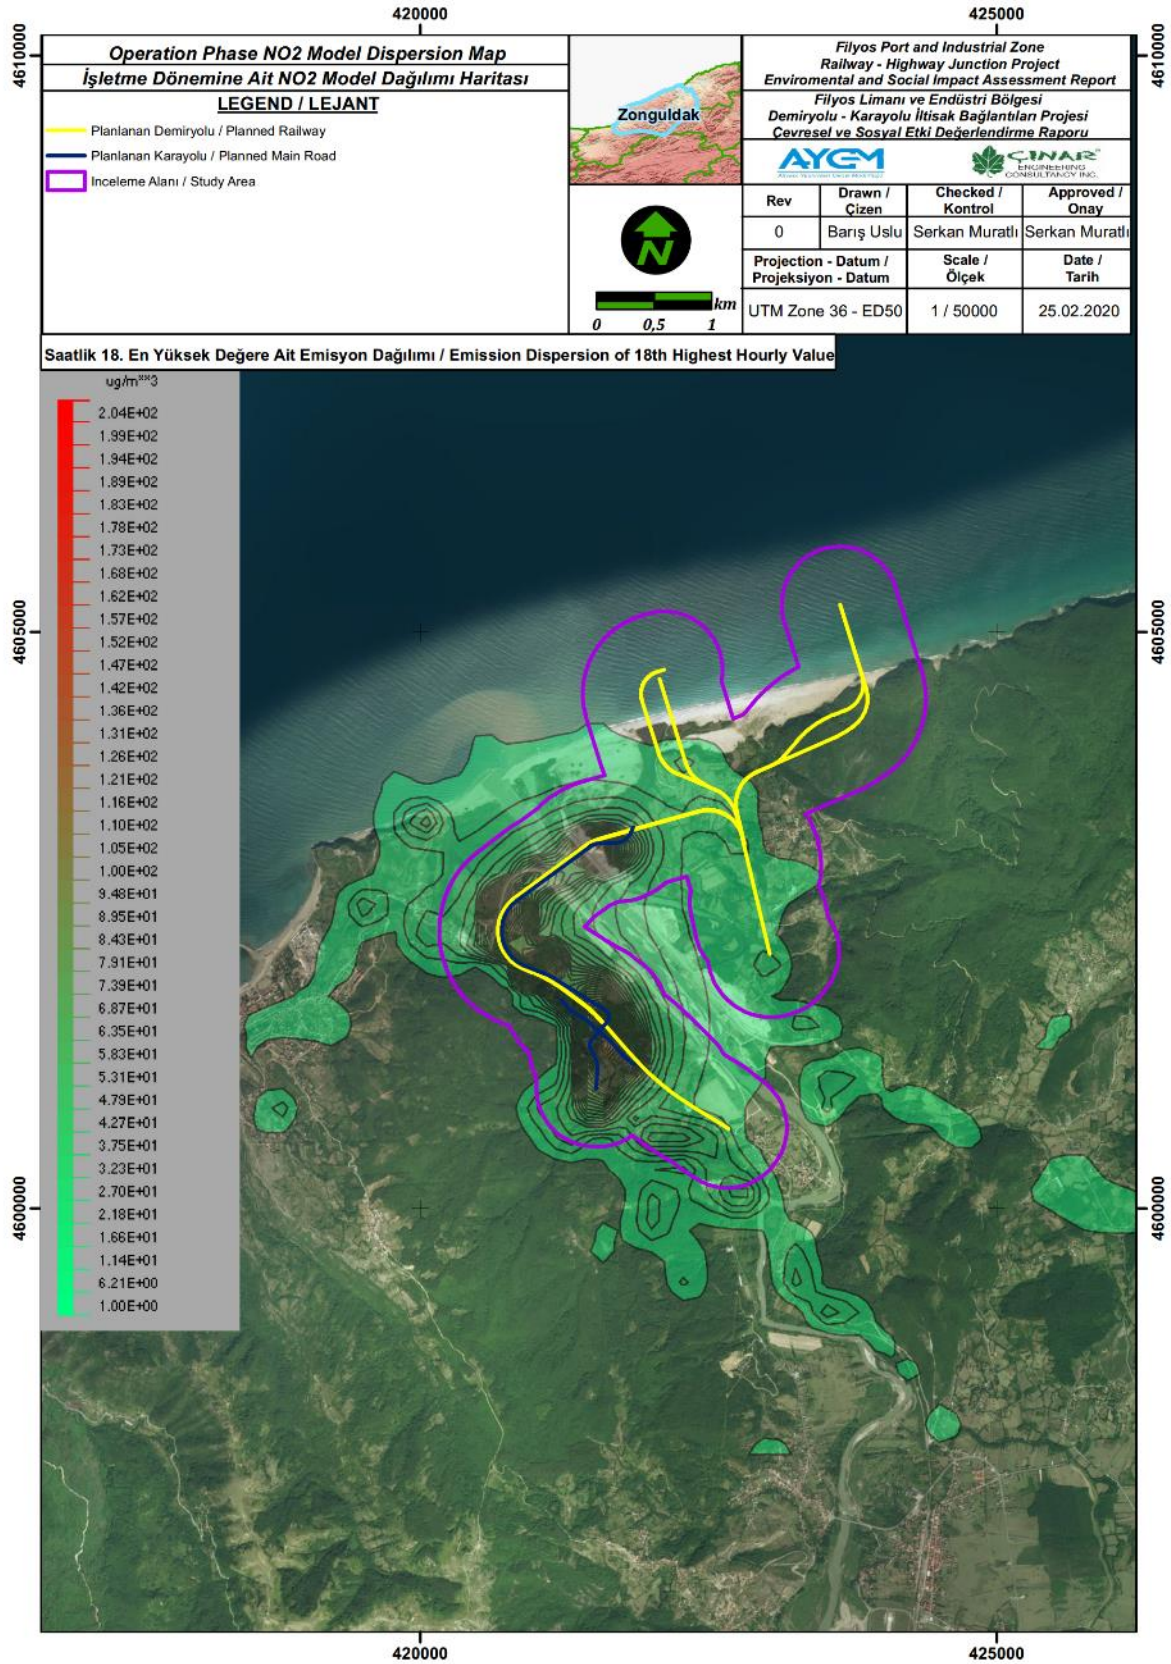 420000
425000
4610000
4610000
Operation Phase NO2 Model Dispersion Map
İşletme Dönemine Ait NO2 Model Dağılımı Haritası
LEGEND / LEJANT
Planlanan Demiryolu / Planned Railway
Planlanan Karayolu / Planned Main Road
Inceleme Alanı / Study Area
Zonguldak
N
km
0 0,5 1
Filyos Port and Industrial Zone
Railway - Highway Junction Project
Enviromental and Social Impact Assessment Report
Filyos Limanı ve Endüstri Bölgesi
Demiryolu - Karayolu İltisak Bağlantıları Projesi
Çevresel ve Sosyal Etki Değerlendirme Raporu
AYGM
ÇINAR
ENGINEERING
CONSULTANCY INC.
Rev
Drawn / Çizen
Checked / Kontrol
Approved / Onay
0 Barış Uslu Serkan Muratlı Serkan Muratlı
Projection - Datum / Projeksiyon - Datum
Scale / Ölçek
Date / Tarih
UTM Zone 36 - ED50 1 / 50000 25.02.2020
Saatlik 18. En Yüksek Değere Ait Emisyon Dağılımı / Emission Dispersion of 18th Highest Hourly Value
ug/m**3
2.04E+02
1.99E+02
1.94E+02
1.89E+02
1.83E+02
1.78E+02
1.73E+02
1.68E+02
1.62E+02
1.57E+02
1.52E+02
1.47E+02
1.42E+02
1.36E+02
1.31E+02
1.26E+02
1.21E+02
1.16E+02
1.10E+02
1.05E+02
1.00E+02
9.48E+01
8.95E+01
8.43E+01
7.91E+01
7.39E+01
6.87E+01
6.35E+01
5.83E+01
5.31E+01
4.79E+01
4.27E+01
3.75E+01
3.23E+01
2.70E+01
2.18E+01
1.66E+01
1.14E+01
6.21E+00
1.00E+00
4605000
4605000
4600000
4600000
420000
425000